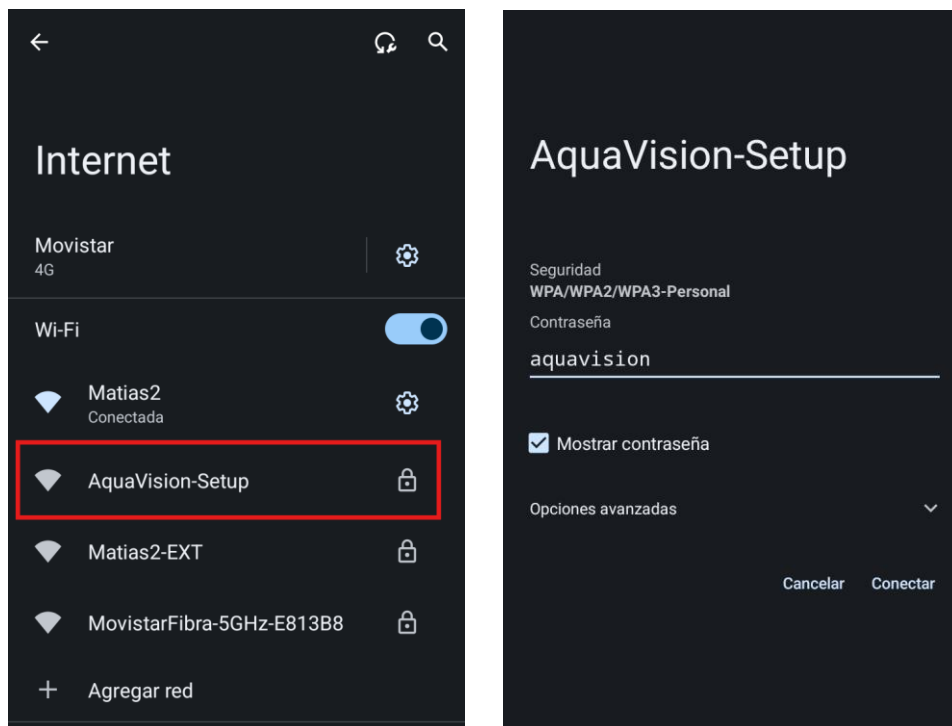 Internet
Movistar
4G
Wi-Fi
Matias2
Conectada
AquaVision-Setup
Matias2-EXT
MovistarFibra-5GHz-E813B8
Agregar red
AquaVision-Setup
Seguridad
WPA/WPA2/WPA3-Personal
Contraseña
aquavision
Mostrar contraseña
Opciones avanzadas
Cancelar Conectar